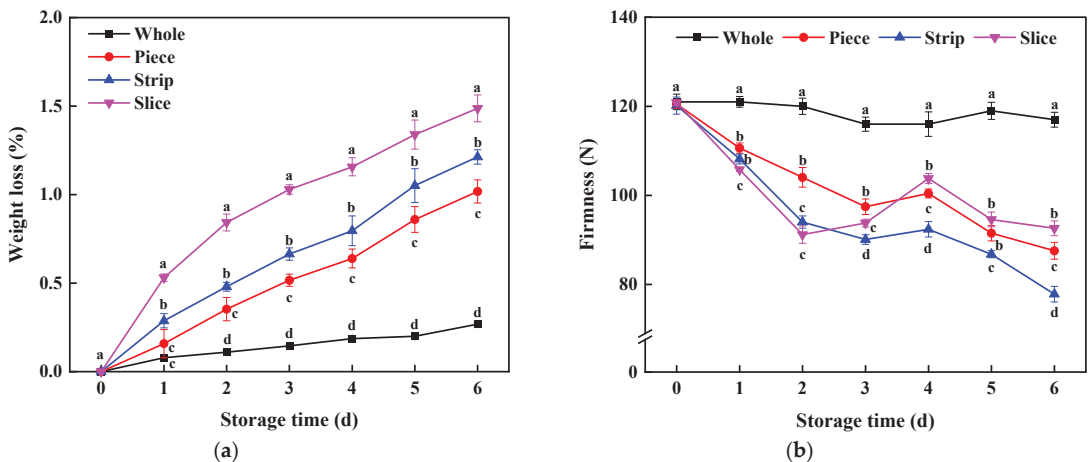 2.0
1.5
1.0
0.5
0.0
Weight loss (%)
Whole
Piece
Strip
Slice
a
a
a
a
a
a
a
b
b
b
b
b
b
c
c
c
c
c
c
c
d
d
d
d
d
0 1 2 3 4 5 6
Storage time (d)
(a)
140
120
100
80
0
Firmness (N)
Whole Piece Strip Slice
a a a a a a a
b b c
c b c
b c d
b c d
b b c
b c d
0 1 2 3 4 5 6
Storage time (d)
(b)